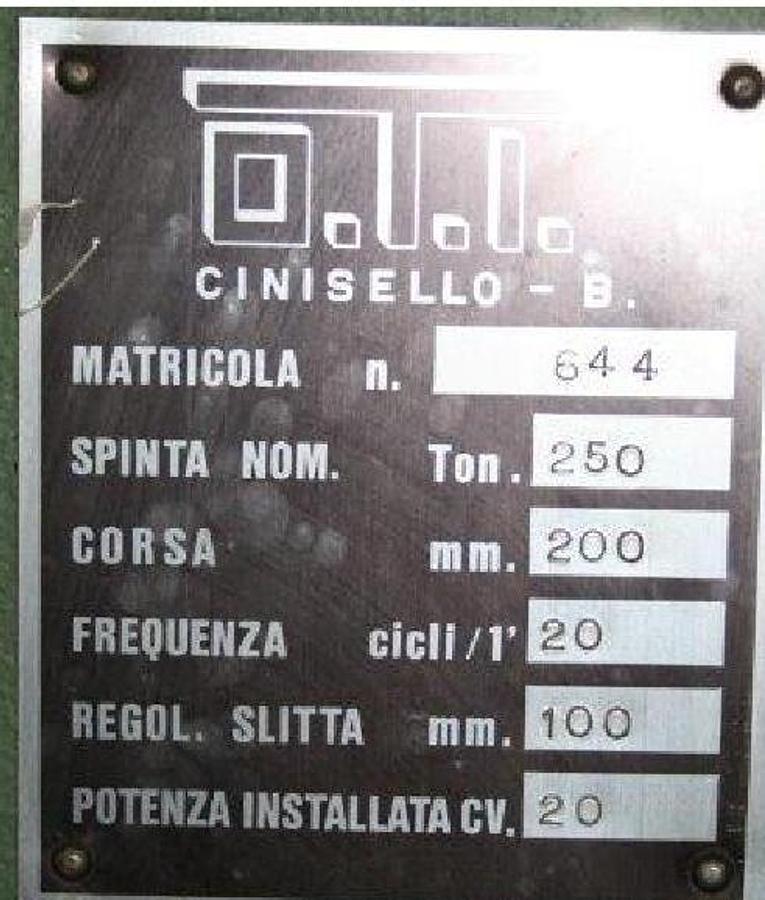 O.T.I.
CINISELLO - B.
MATRICOLA n. 644
SPINTA NOM. Ton. 250
CORSA mm. 200
FREQUENZA cicli/1' 20
REGOL. SLITTA mm. 100
POTENZA INSTALLATA CV. 20